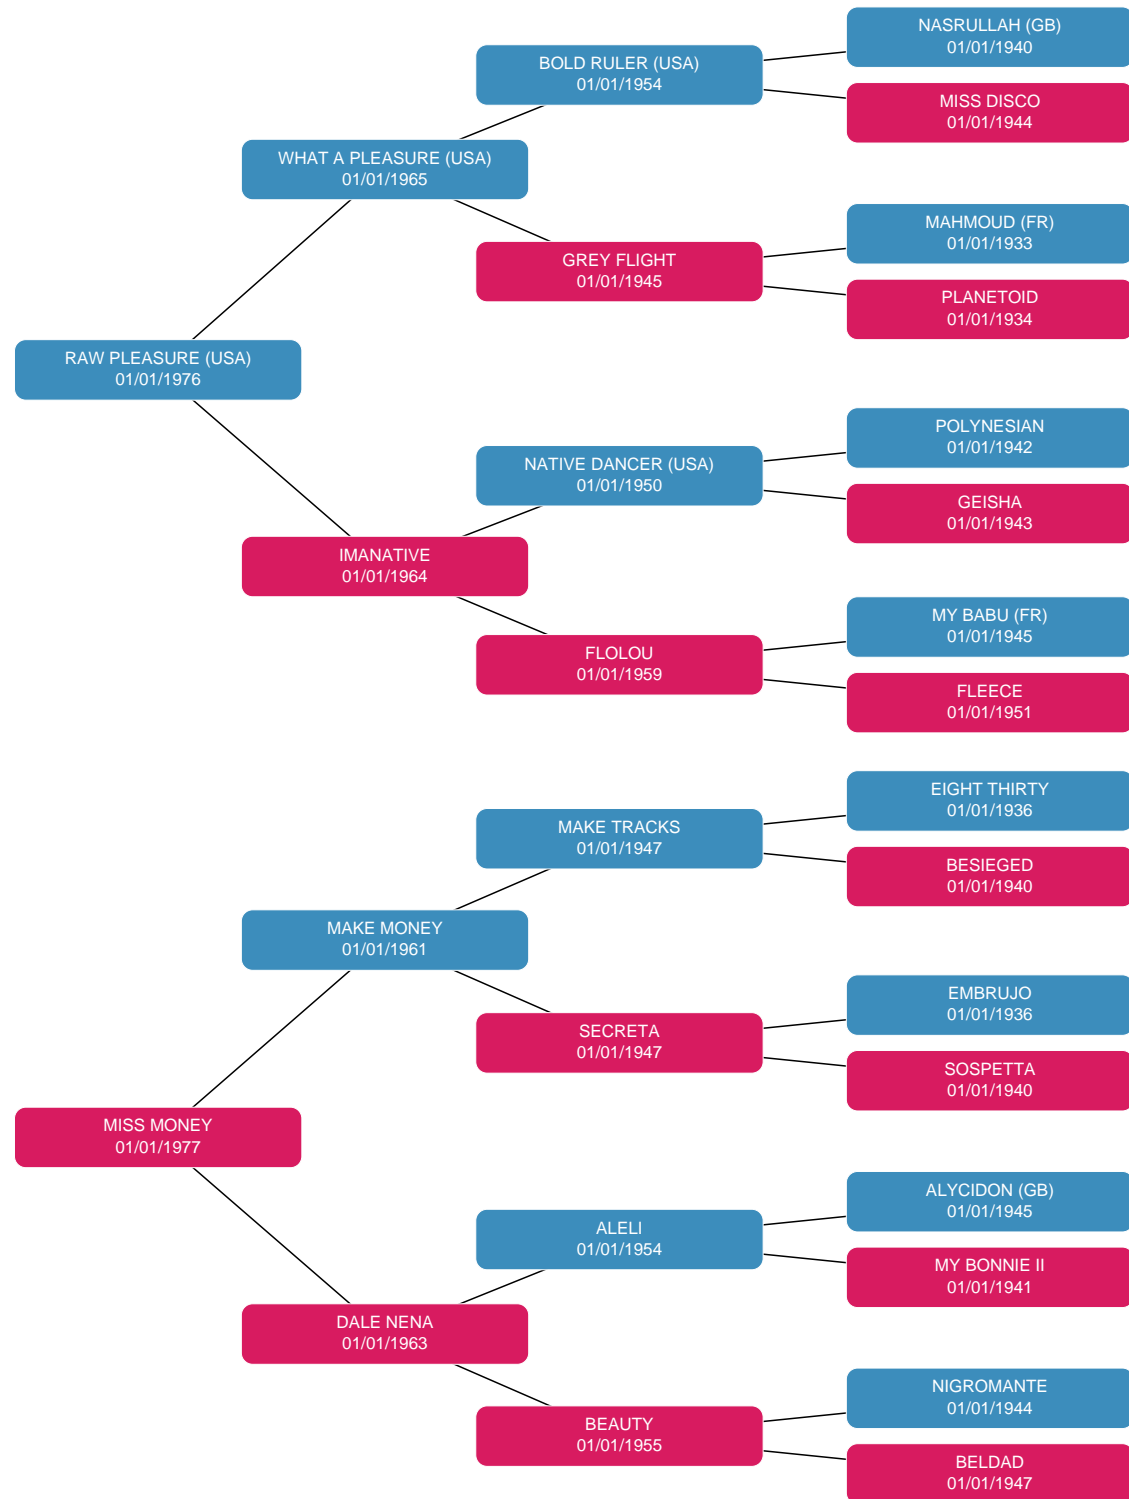 NASRULLAH (GB)
01/01/1940
BOLD RULER (USA)
01/01/1954
MISS DISCO
01/01/1944
WHAT A PLEASURE (USA)
01/01/1965
MAHMOUD (FR)
01/01/1933
GREY FLIGHT
01/01/1945
PLANETOID
01/01/1934
RAW PLEASURE (USA)
01/01/1976
POLYNESIAN
01/01/1942
NATIVE DANCER (USA)
01/01/1950
GEISHA
01/01/1943
IMANATIVE
01/01/1964
MY BABU (FR)
01/01/1945
FLOLOU
01/01/1959
FLEECE
01/01/1951
EIGHT THIRTY
01/01/1936
MAKE TRACKS
01/01/1947
BESIEGED
01/01/1940
MAKE MONEY
01/01/1961
EMBRUJO
01/01/1936
SECRETA
01/01/1947
SOSPETTA
01/01/1940
MISS MONEY
01/01/1977
ALYCIDON (GB)
01/01/1945
ALELI
01/01/1954
MY BONNIE II
01/01/1941
DALE NENA
01/01/1963
NIGROMANTE
01/01/1944
BEAUTY
01/01/1955
BELDAD
01/01/1947